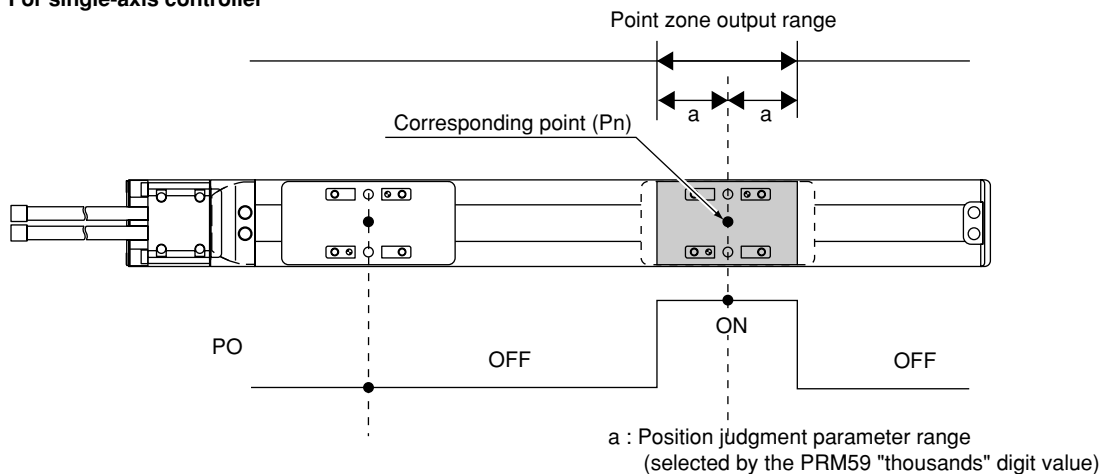 For single-axis controller
Point zone output range
a a
Corresponding point (Pn)
PO
OFF
ON
OFF
a : Position judgment parameter range
(selected by the PRM59 "thousands" digit value)